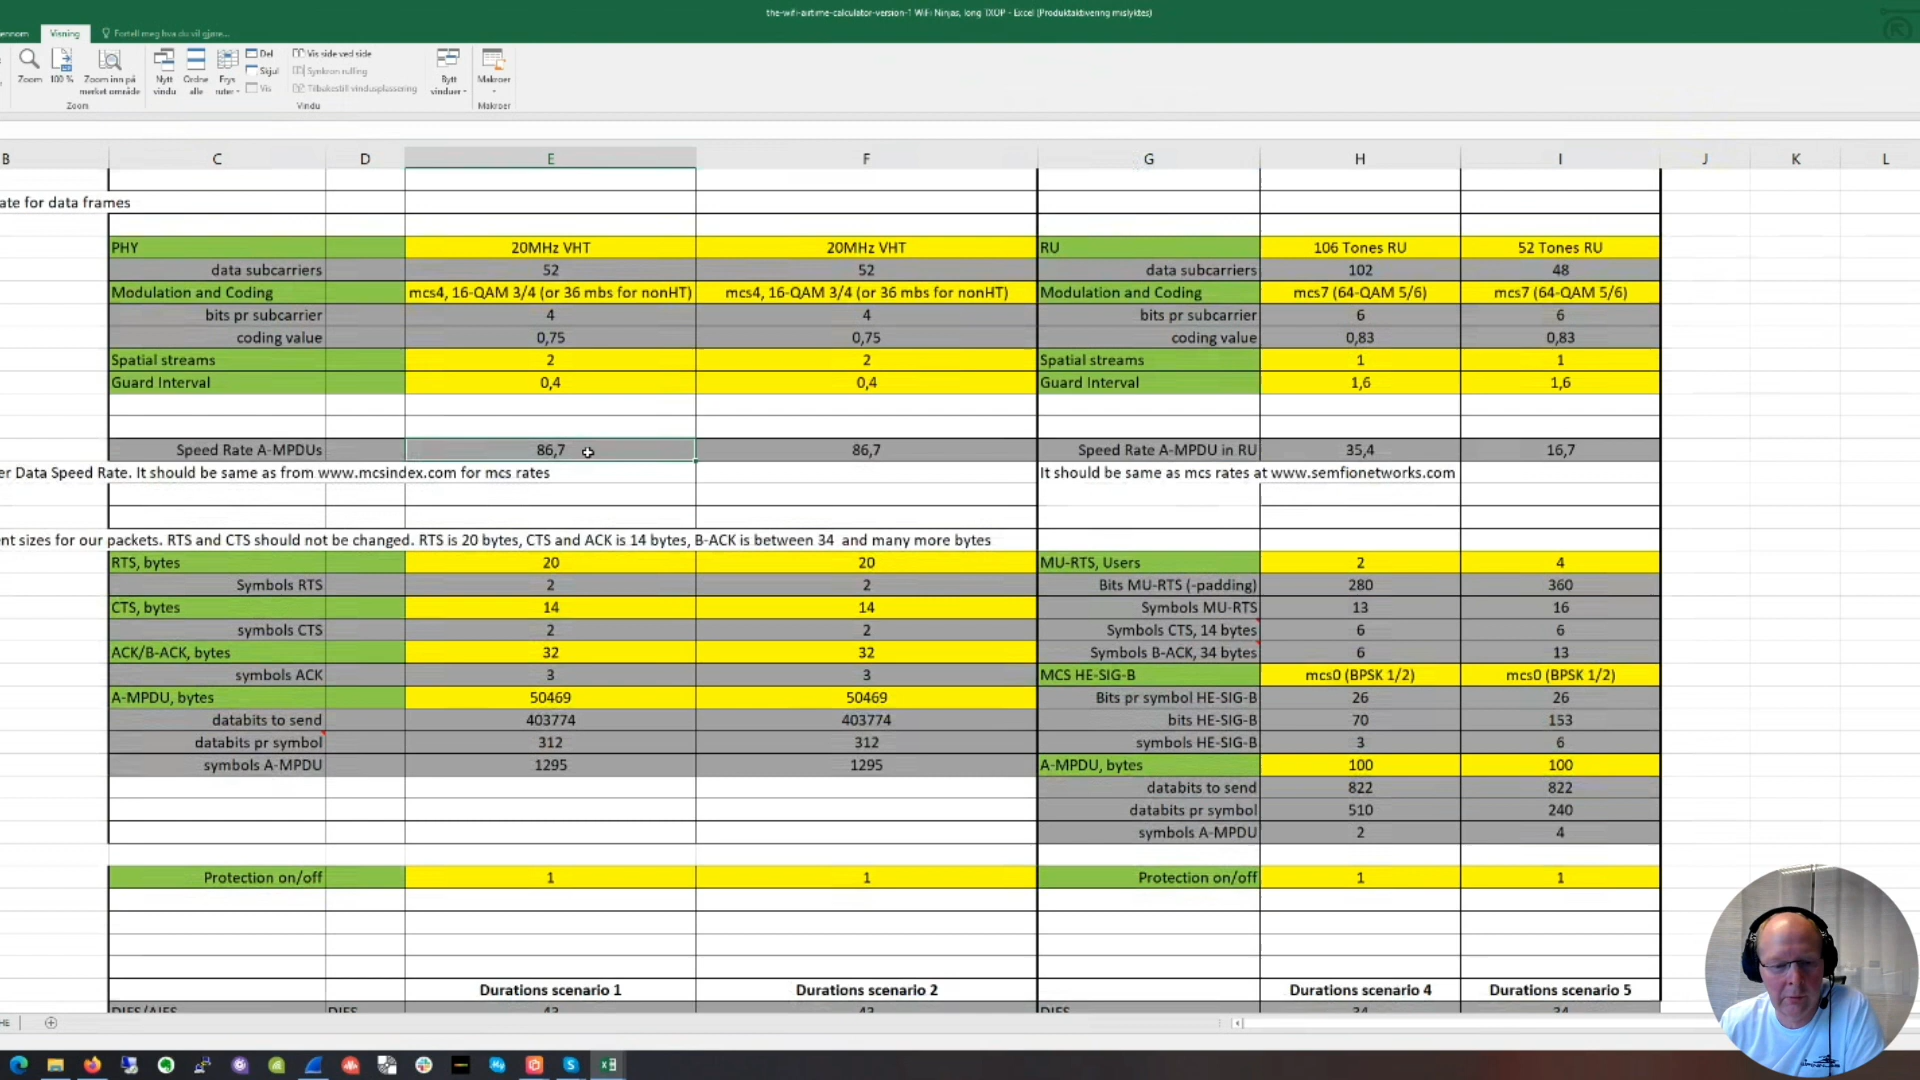 the-wifi-airtime-calculator-version-1 WiFi Ninjas, long TXOP - Excel (Produktaktivering mislyktes)
ennom Visning Fortell meg hva du vil gjøre...
Zoom 100 % Zoom inn på merket område Nytt vindu Ordne alle Frys ruter Del Skjul Vis Vis side ved side Synkron rulling Tilbakestill vindusplassering Bytt vinduer Makroer
Zoom Vindu Makroer
B C D E F G H I J K L
ate for data frames
PHY 20MHz VHT 20MHz VHT RU 106 Tones RU 52 Tones RU
data subcarriers 52 52 data subcarriers 102 48
Modulation and Coding mcs4, 16-QAM 3/4 (or 36 mbs for nonHT) mcs4, 16-QAM 3/4 (or 36 mbs for nonHT) Modulation and Coding mcs7 (64-QAM 5/6) mcs7 (64-QAM 5/6)
bits pr subcarrier 4 4 bits pr subcarrier 6 6
coding value 0,75 0,75 coding value 0,83 0,83
Spatial streams 2 2 Spatial streams 1 1
Guard Interval 0,4 0,4 Guard Interval 1,6 1,6
Speed Rate A-MPDUs 86,7 86,7 Speed Rate A-MPDU in RU 35,4 16,7
er Data Speed Rate. It should be same as from www.mcsindex.com for mcs rates It should be same as mcs rates at www.semfionetworks.com
nt sizes for our packets. RTS and CTS should not be changed. RTS is 20 bytes, CTS and ACK is 14 bytes, B-ACK is between 34 and many more bytes
RTS, bytes 20 20 MU-RTS, Users 2 4
Symbols RTS 2 2 Bits MU-RTS (-padding) 280 360
CTS, bytes 14 14 Symbols MU-RTS 13 16
symbols CTS 2 2 Symbols CTS, 14 bytes 6 6
ACK/B-ACK, bytes 32 32 Symbols B-ACK, 34 bytes 6 13
symbols ACK 3 3 MCS HE-SIG-B mcs0 (BPSK 1/2) mcs0 (BPSK 1/2)
A-MPDU, bytes 50469 50469 Bits pr symbol HE-SIG-B 26 26
databits to send 403774 403774 bits HE-SIG-B 70 153
databits pr symbol 312 312 symbols HE-SIG-B 3 6
symbols A-MPDU 1295 1295 A-MPDU, bytes 100 100
databits to send 822 822
databits pr symbol 510 240
symbols A-MPDU 2 4
Protection on/off 1 1 Protection on/off 1 1
Durations scenario 1 Durations scenario 2 Durations scenario 4 Durations scenario 5
DIFS/AIFS DIFS 43 43 DIFS 34 34
HE